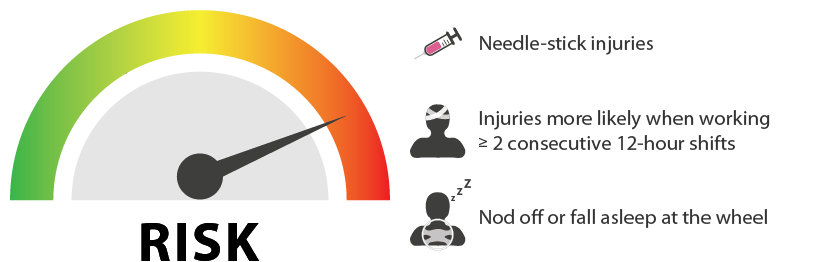 RISK
Needle-stick injuries
Injuries more likely when working
≥ 2 consecutive 12-hour shifts
z z Z
Nod off or fall asleep at the wheel